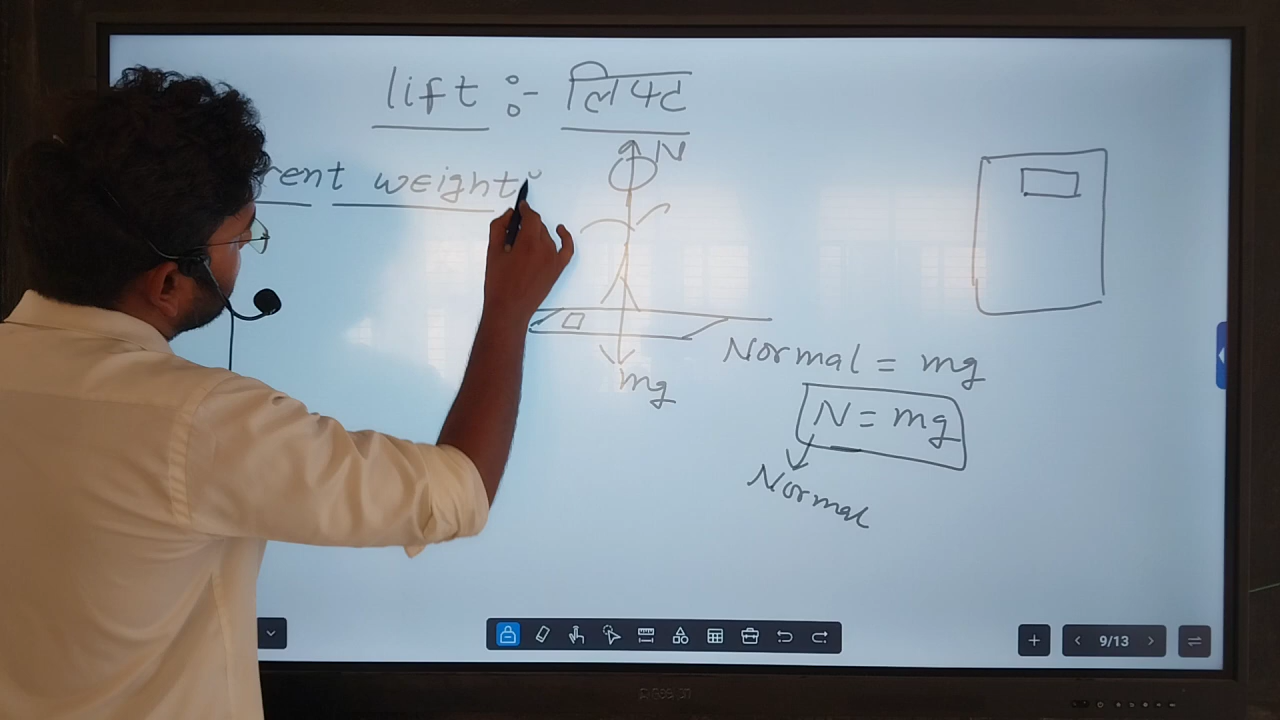 lift :- लिफ्ट
rent weight:
N
mg
Normal = mg
N = mg
Normal
9/13